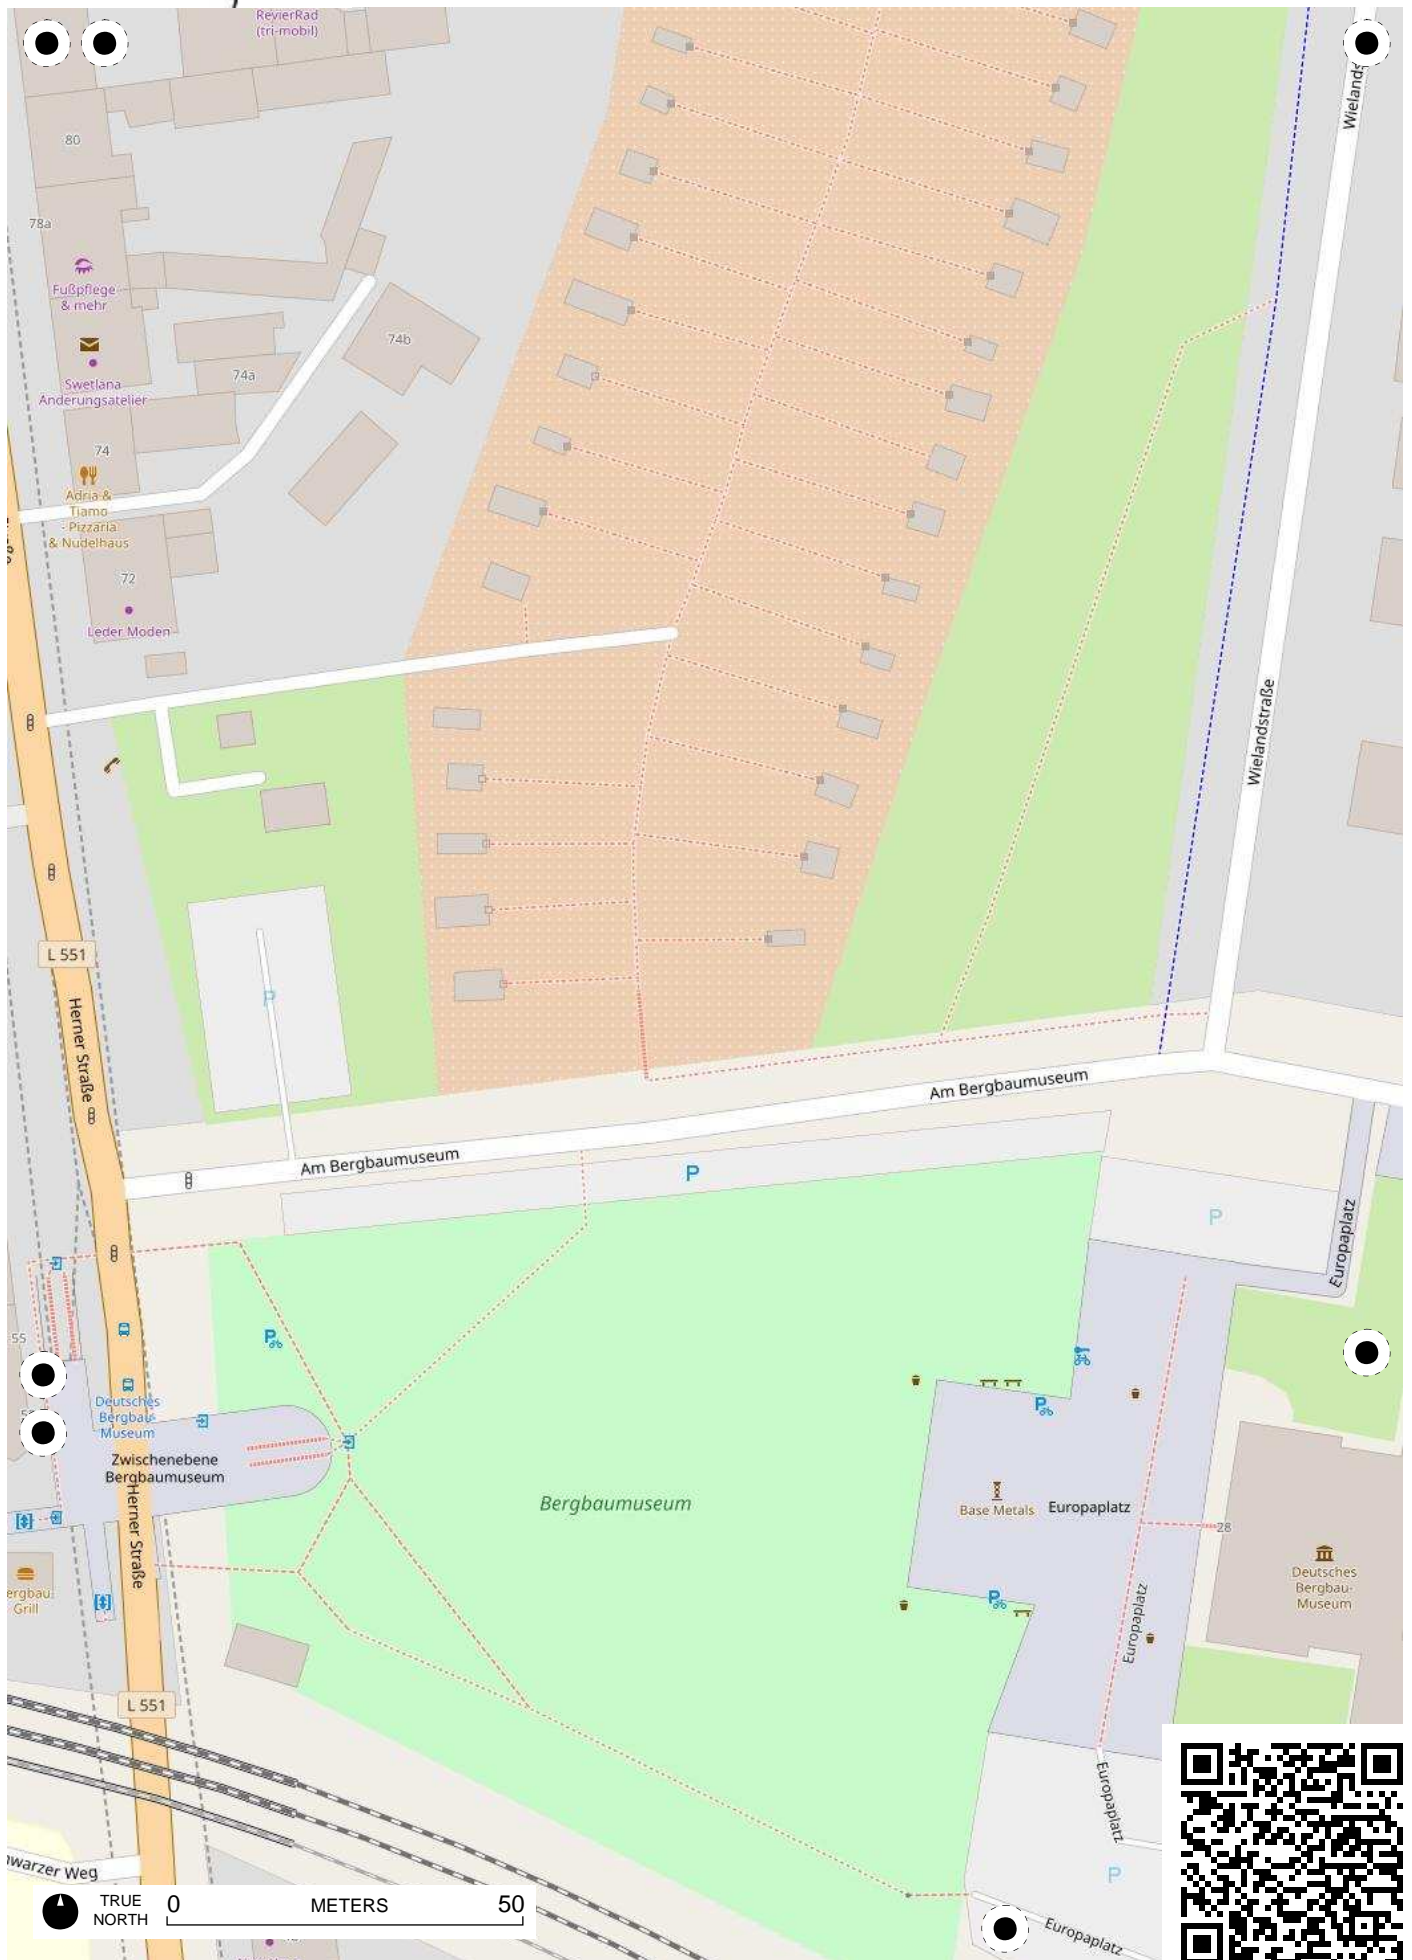 RevierRad
(tri-mobil)
80
78a
Fußpflege
& mehr
74b
74a
Swetlana
Änderungsatelier
74
Adria &
Tiamo
- Pizzaria
& Nudelhaus
72
Leder Moden
Wielandstraße
L 551
P
Herner Straße
Am Bergbaumuseum
Am Bergbaumuseum
P
P
Europaplatz
P
55
Deutsches
Bergbau-
Museum
P
Zwischenebene
Bergbaumuseum
Herner Straße
Bergbaumuseum
Base Metals
Europaplatz
28
Deutsches
Bergbau-
Museum
P
Grill
Europaplatz
L 551
Europaplatz
P
Weg
Europaplatz
TRUE
NORTH
0 METERS 50